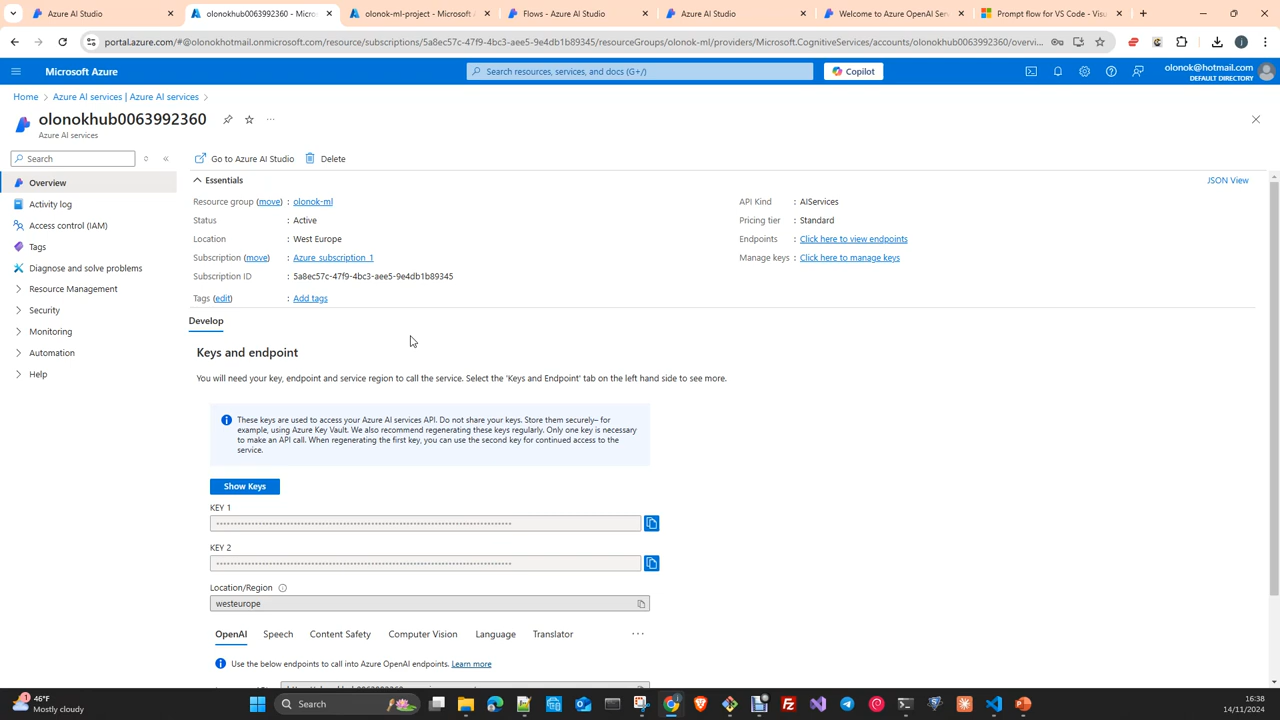 Azure AI Studio
olonokhub0063992360 - Micros
olonok-ml-project - Microsoft A
Flows - Azure AI Studio
Azure AI Studio
Welcome to Azure OpenAI Serv
Prompt flow for VS Code - Visu
portal.azure.com/#@olonokhotmail.onmicrosoft.com/resource/subscriptions/5a8ec57c-47f9-4bc3-aee5-9e4db1b89345/resourceGroups/olonok-ml/providers/Microsoft.CognitiveServices/accounts/olonokhub0063992360/overvi...
Microsoft Azure
Search resources, services, and docs (G+/)
Copilot
olonok@hotmail.com
DEFAULT DIRECTORY
Home > Azure AI services | Azure AI services >
olonokhub0063992360
Azure AI services
Search
Go to Azure AI Studio
Delete
Overview
Activity log
Access control (IAM)
Tags
Diagnose and solve problems
Resource Management
Security
Monitoring
Automation
Help
Essentials
JSON View
Resource group (move) : olonok-ml
Status : Active
Location : West Europe
Subscription (move) : Azure subscription 1
Subscription ID : 5a8ec57c-47f9-4bc3-aee5-9e4db1b89345
Tags (edit) : Add tags
API Kind : AIServices
Pricing tier : Standard
Endpoints : Click here to view endpoints
Manage keys : Click here to manage keys
Develop
Keys and endpoint
You will need your key, endpoint and service region to call the service. Select the 'Keys and Endpoint' tab on the left hand side to see more.
These keys are used to access your Azure AI services API. Do not share your keys. Store them securely– for
example, using Azure Key Vault. We also recommend regenerating these keys regularly. Only one key is necessary
to make an API call. When regenerating the first key, you can use the second key for continued access to the
service.
Show Keys
KEY 1
KEY 2
Location/Region
westeurope
OpenAI
Speech
Content Safety
Computer Vision
Language
Translator
Use the below endpoints to call into Azure OpenAI endpoints. Learn more
1
46°F
Mostly cloudy
Search
16:38
14/11/2024